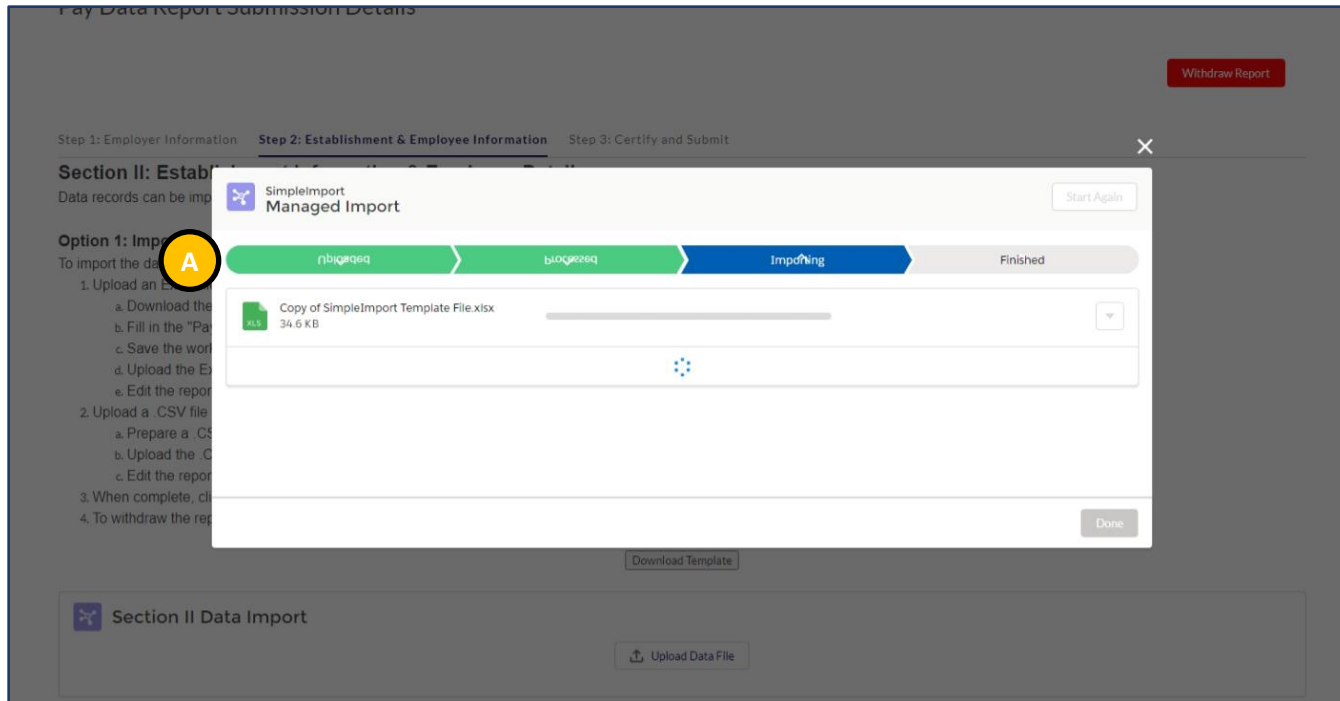 Pay Data Report Submission Details
Withdraw Report
Step 1: Employer Information Step 2: Establishment & Employee Information Step 3: Certify and Submit
Section II: Establ
Data records can be imp
SimpleImport
Managed Import
Start Again
Option 1: Impo
To import the da
A
Uploaded Processed Importing Finished
1. Upload an E
a. Download the
b. Fill in the "Pa
c. Save the wor
d. Upload the E
e. Edit the repor
2. Upload a .CSV file
a. Prepare a .CS
b. Upload the .C
c. Edit the repor
3. When complete, cli
4. To withdraw the rep
XLS
Copy of SimpleImport Template File.xlsx
34.6 KB
Done
Download Template
Section II Data Import
Upload Data File